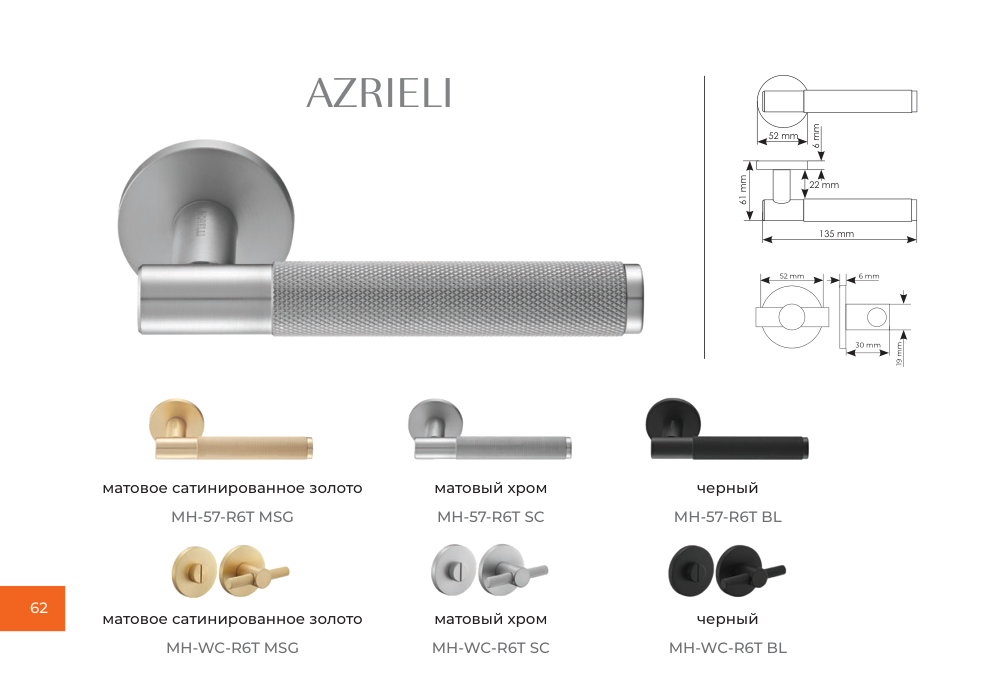 AZRIELI
52 mm
6 mm
61 mm
22 mm
135 mm
52 mm
6 mm
30 mm
19 mm
матовое сатинированное золото
матовый хром
черный
MH-57-R6T MSG
MH-57-R6T SC
MH-57-R6T BL
матовое сатинированное золото
матовый хром
черный
MH-WC-R6T MSG
MH-WC-R6T SC
MH-WC-R6T BL
62